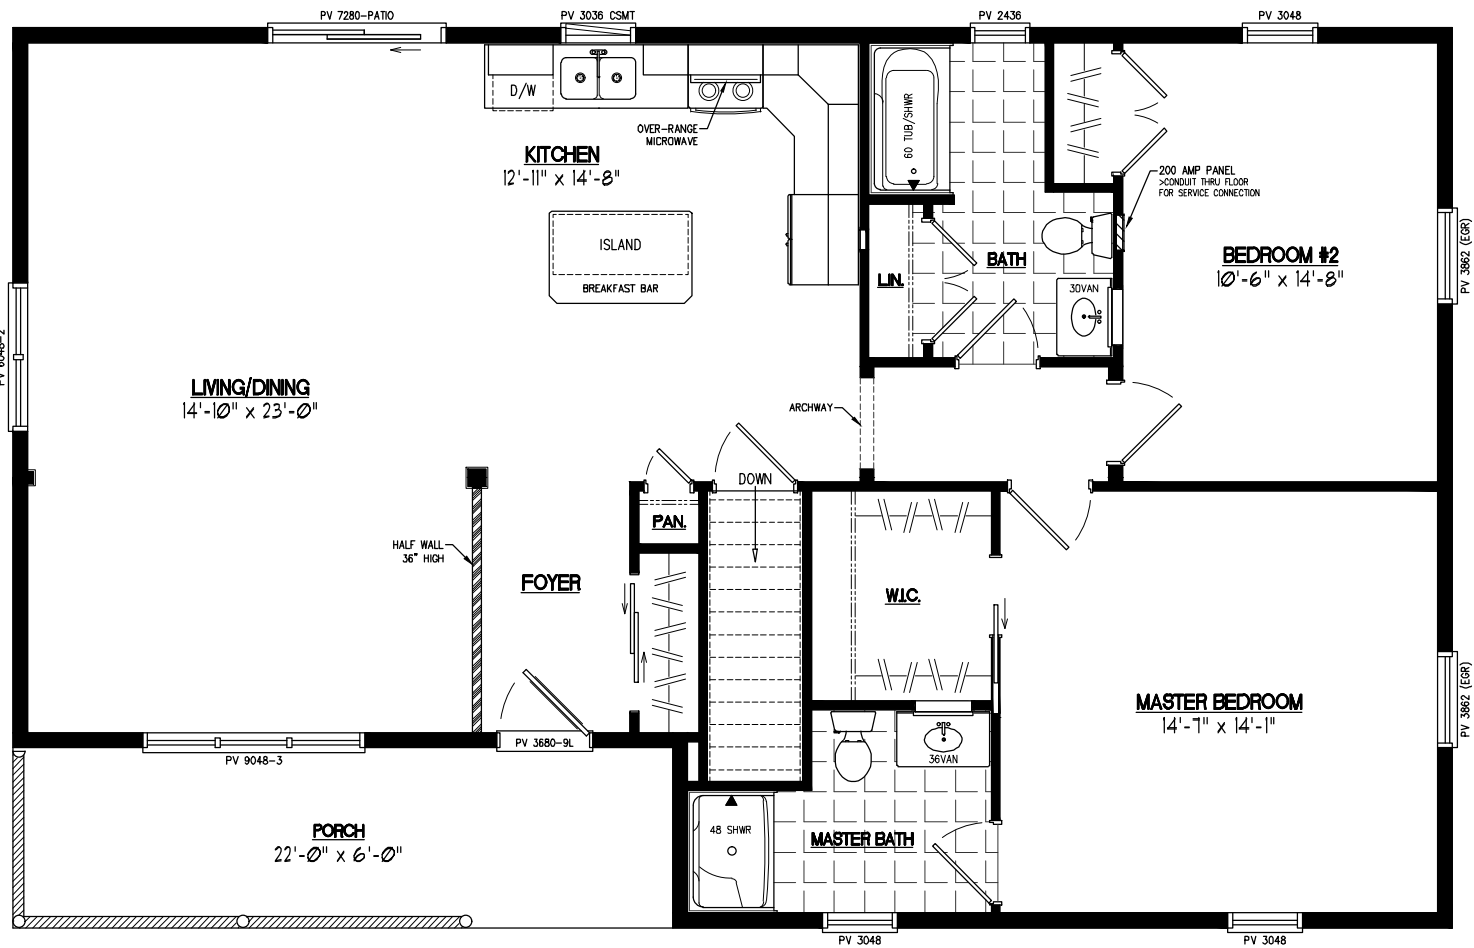 PV 7280-PATIO
PV 3036 CSMT
PV 2436
PV 3048
D/W
OVER-RANGE
MICROWAVE
KITCHEN
12'-11" x 14'-8"
60 TUB/SHWR
200 AMP PANEL
>CONDUIT THRU FLOOR
FOR SERVICE CONNECTION
ISLAND
BREAKFAST BAR
LIN.
BATH
30VAN
BEDROOM #2
10'-6" x 14'-8"
PV 3862 (EGR)
PV 6048-2
LIVING/DINING
14'-10" x 23'-0"
ARCHWAY
DOWN
PAN.
HALF WALL
36" HIGH
FOYER
W.I.C.
MASTER BEDROOM
14'-7" x 14'-1"
PV 3862 (EGR)
PV 9048-3
PV 3680-9L
36VAN
PORCH
22'-0" x 6'-0"
48 SHWR
MASTER BATH
PV 3048
PV 3048